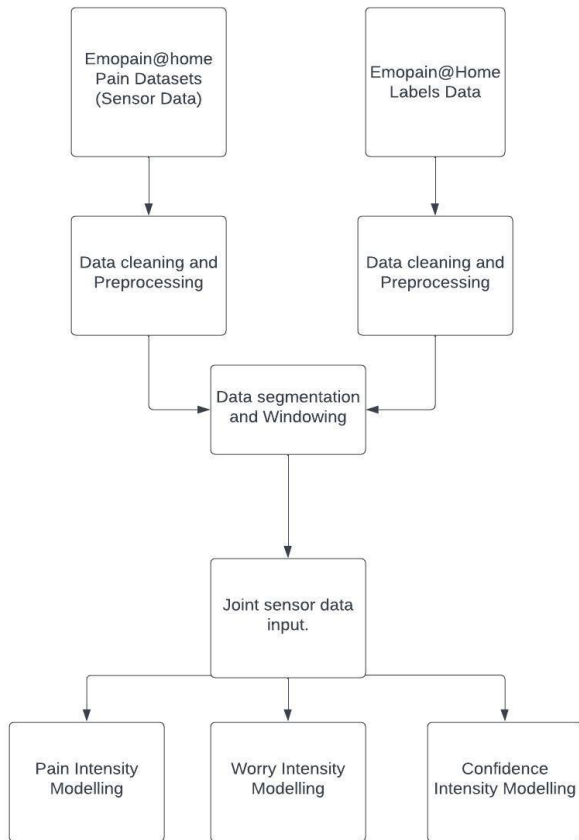 Emopain@home
Pain Datasets
(Sensor Data)
Emopain@Home
Labels Data
Data cleaning and
Preprocessing
Data cleaning and
Preprocessing
Data segmentation
and Windowing
Joint sensor data
input.
Pain Intensity
Modelling
Worry Intensity
Modelling
Confidence
Intensity Modelling